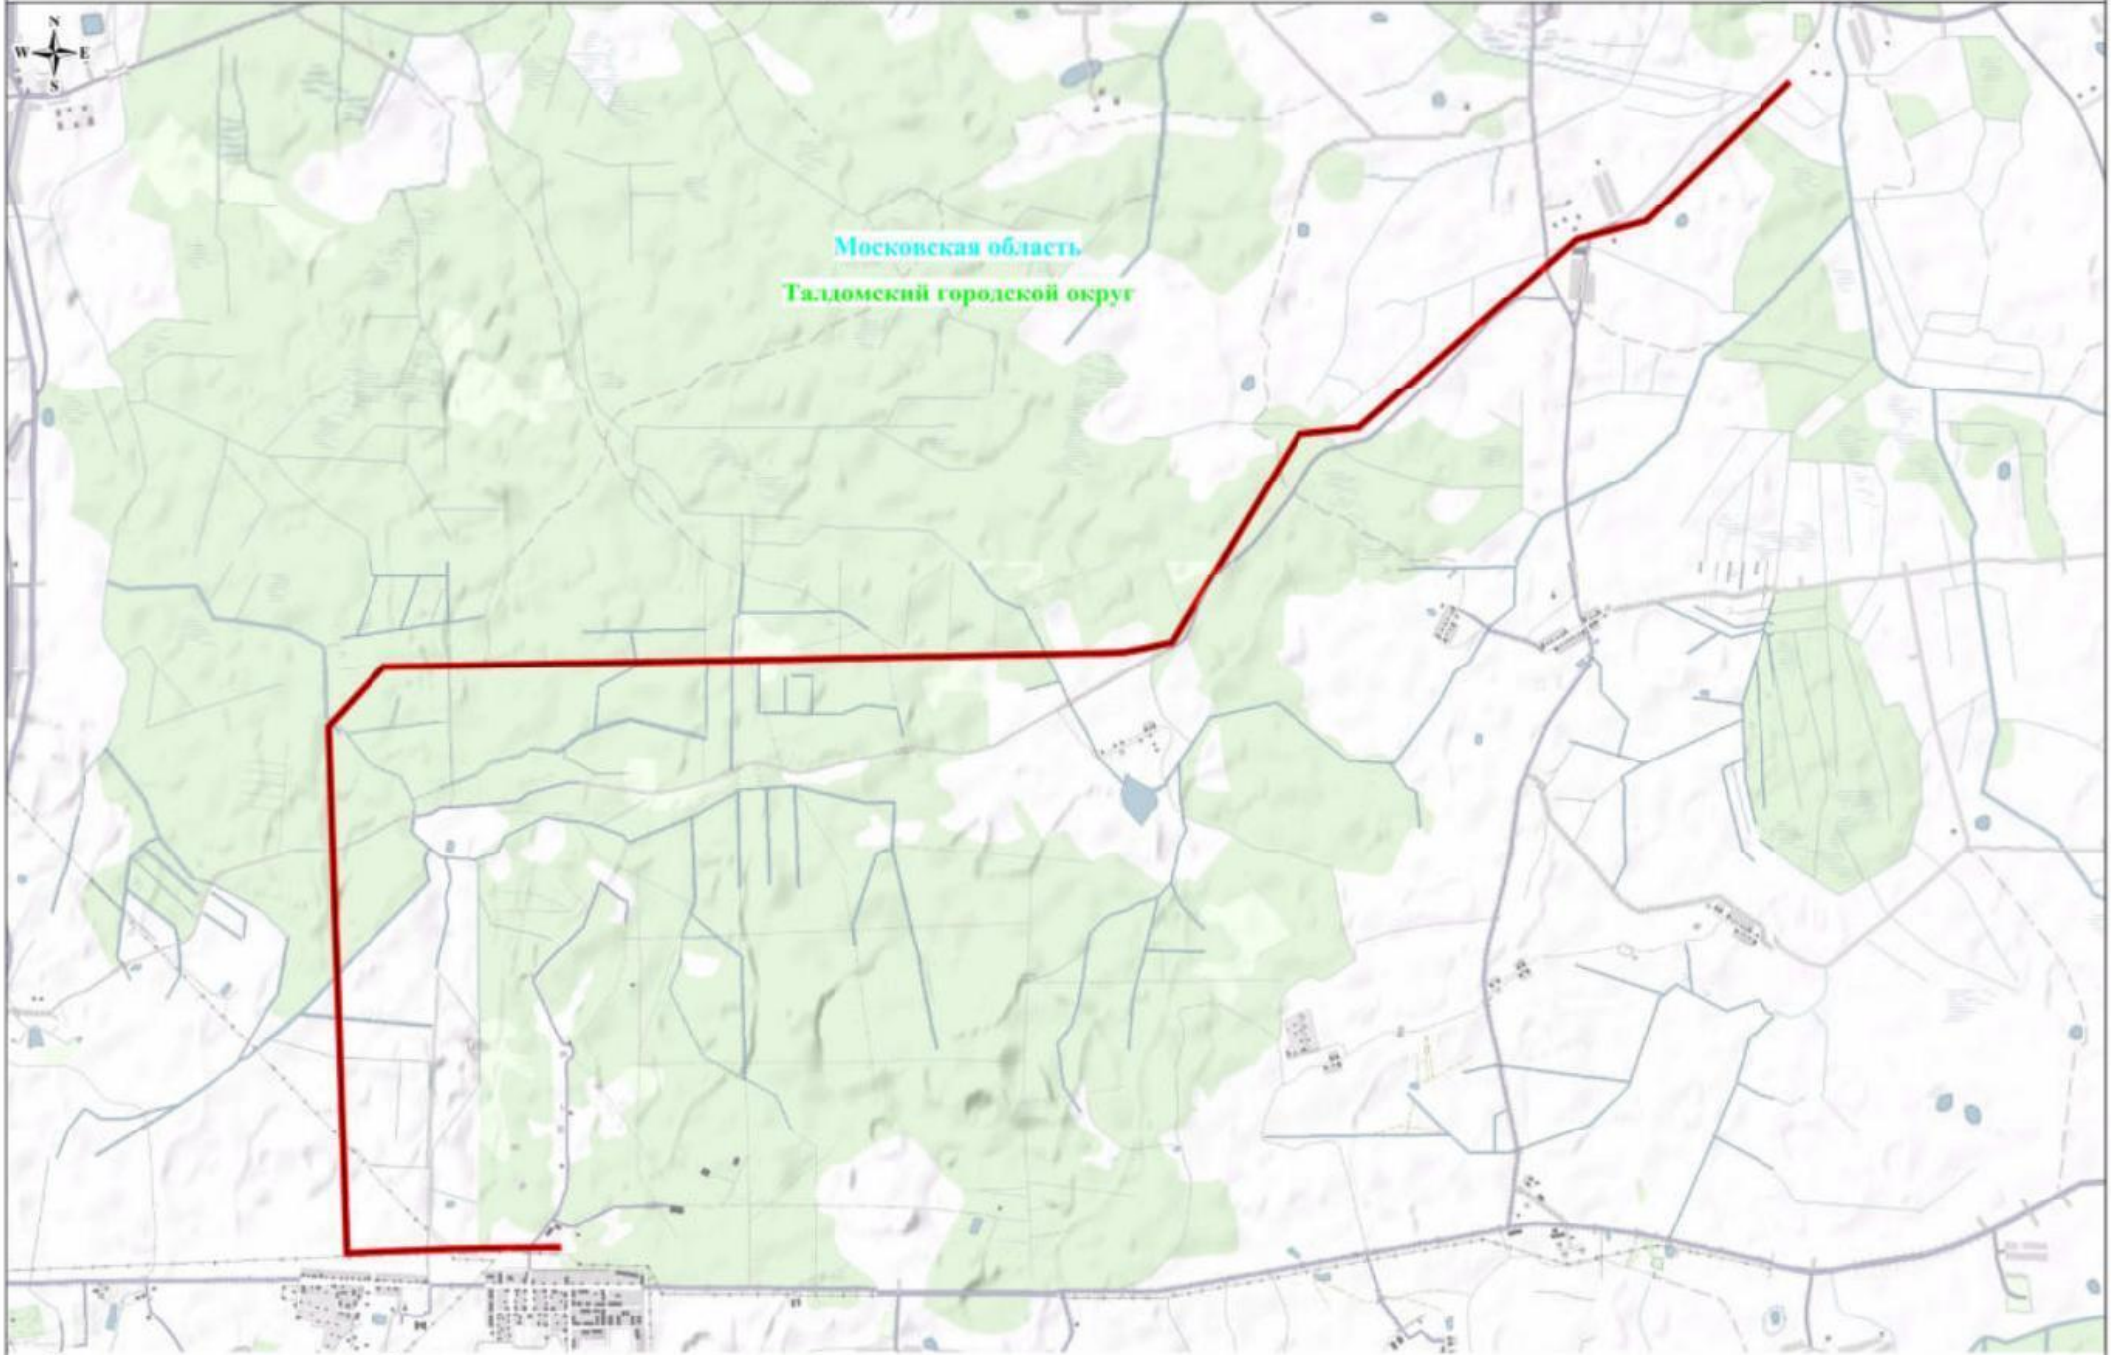 N
W E
S
Московская область
Талдомский городской округ